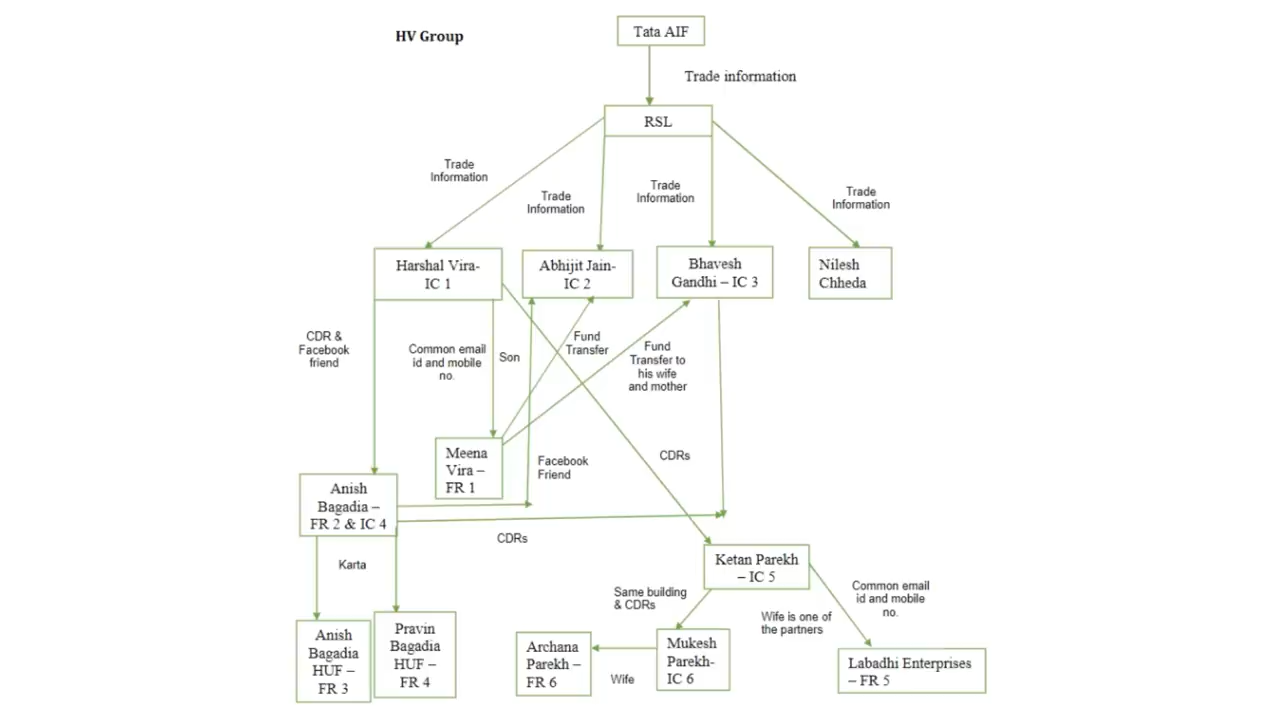 HV Group
Tata AIF
Trade information
RSL
Trade
Information
Trade
Information
Trade
Information
Trade
Information
Harshal Vira-
IC 1
Abhijit Jain-
IC 2
Bhavesh
Gandhi – IC 3
Nilesh
Chheda
CDR &
Facebook
friend
Common email
id and mobile
no.
Son
Fund
Transfer
Fund
Transfer to
his wife
and mother
Meena
Vira –
FR 1
Facebook
Friend
CDRs
Anish
Bagadia –
FR 2 & IC 4
CDRs
Karta
Ketan Parekh
– IC 5
Same building
& CDRs
Wife is one of
the partners
Common email
id and mobile
no.
Anish
Bagadia
HUF –
FR 3
Pravin
Bagadia
HUF –
FR 4
Archana
Parekh –
FR 6
Wife
Mukesh
Parekh-
IC 6
Labadhi Enterprises
– FR 5